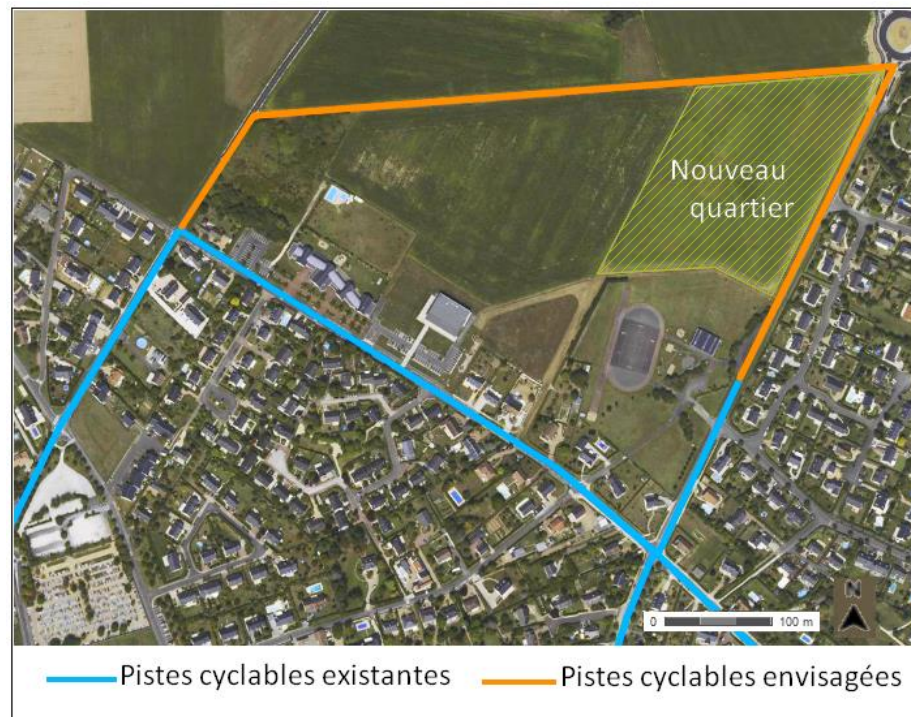 Nouveau
quartier
N
0 100 m
Pistes cyclables existantes
Pistes cyclables envisagées